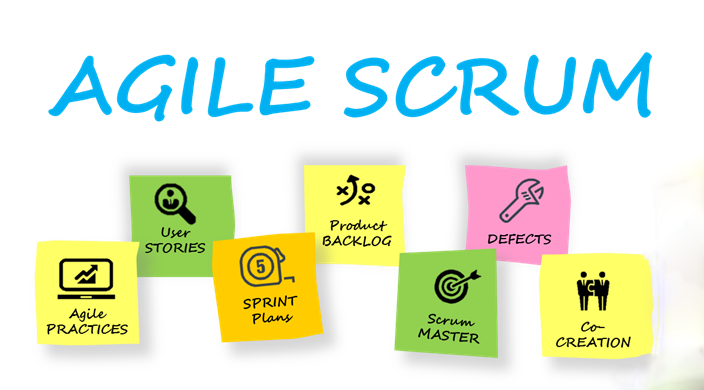 AGILE SCRUM
User
STORIES
Product
BACKLOG
DEFECTS
Agile
PRACTICES
5
SPRINT
Plans
Scrum
MASTER
Co-
CREATION